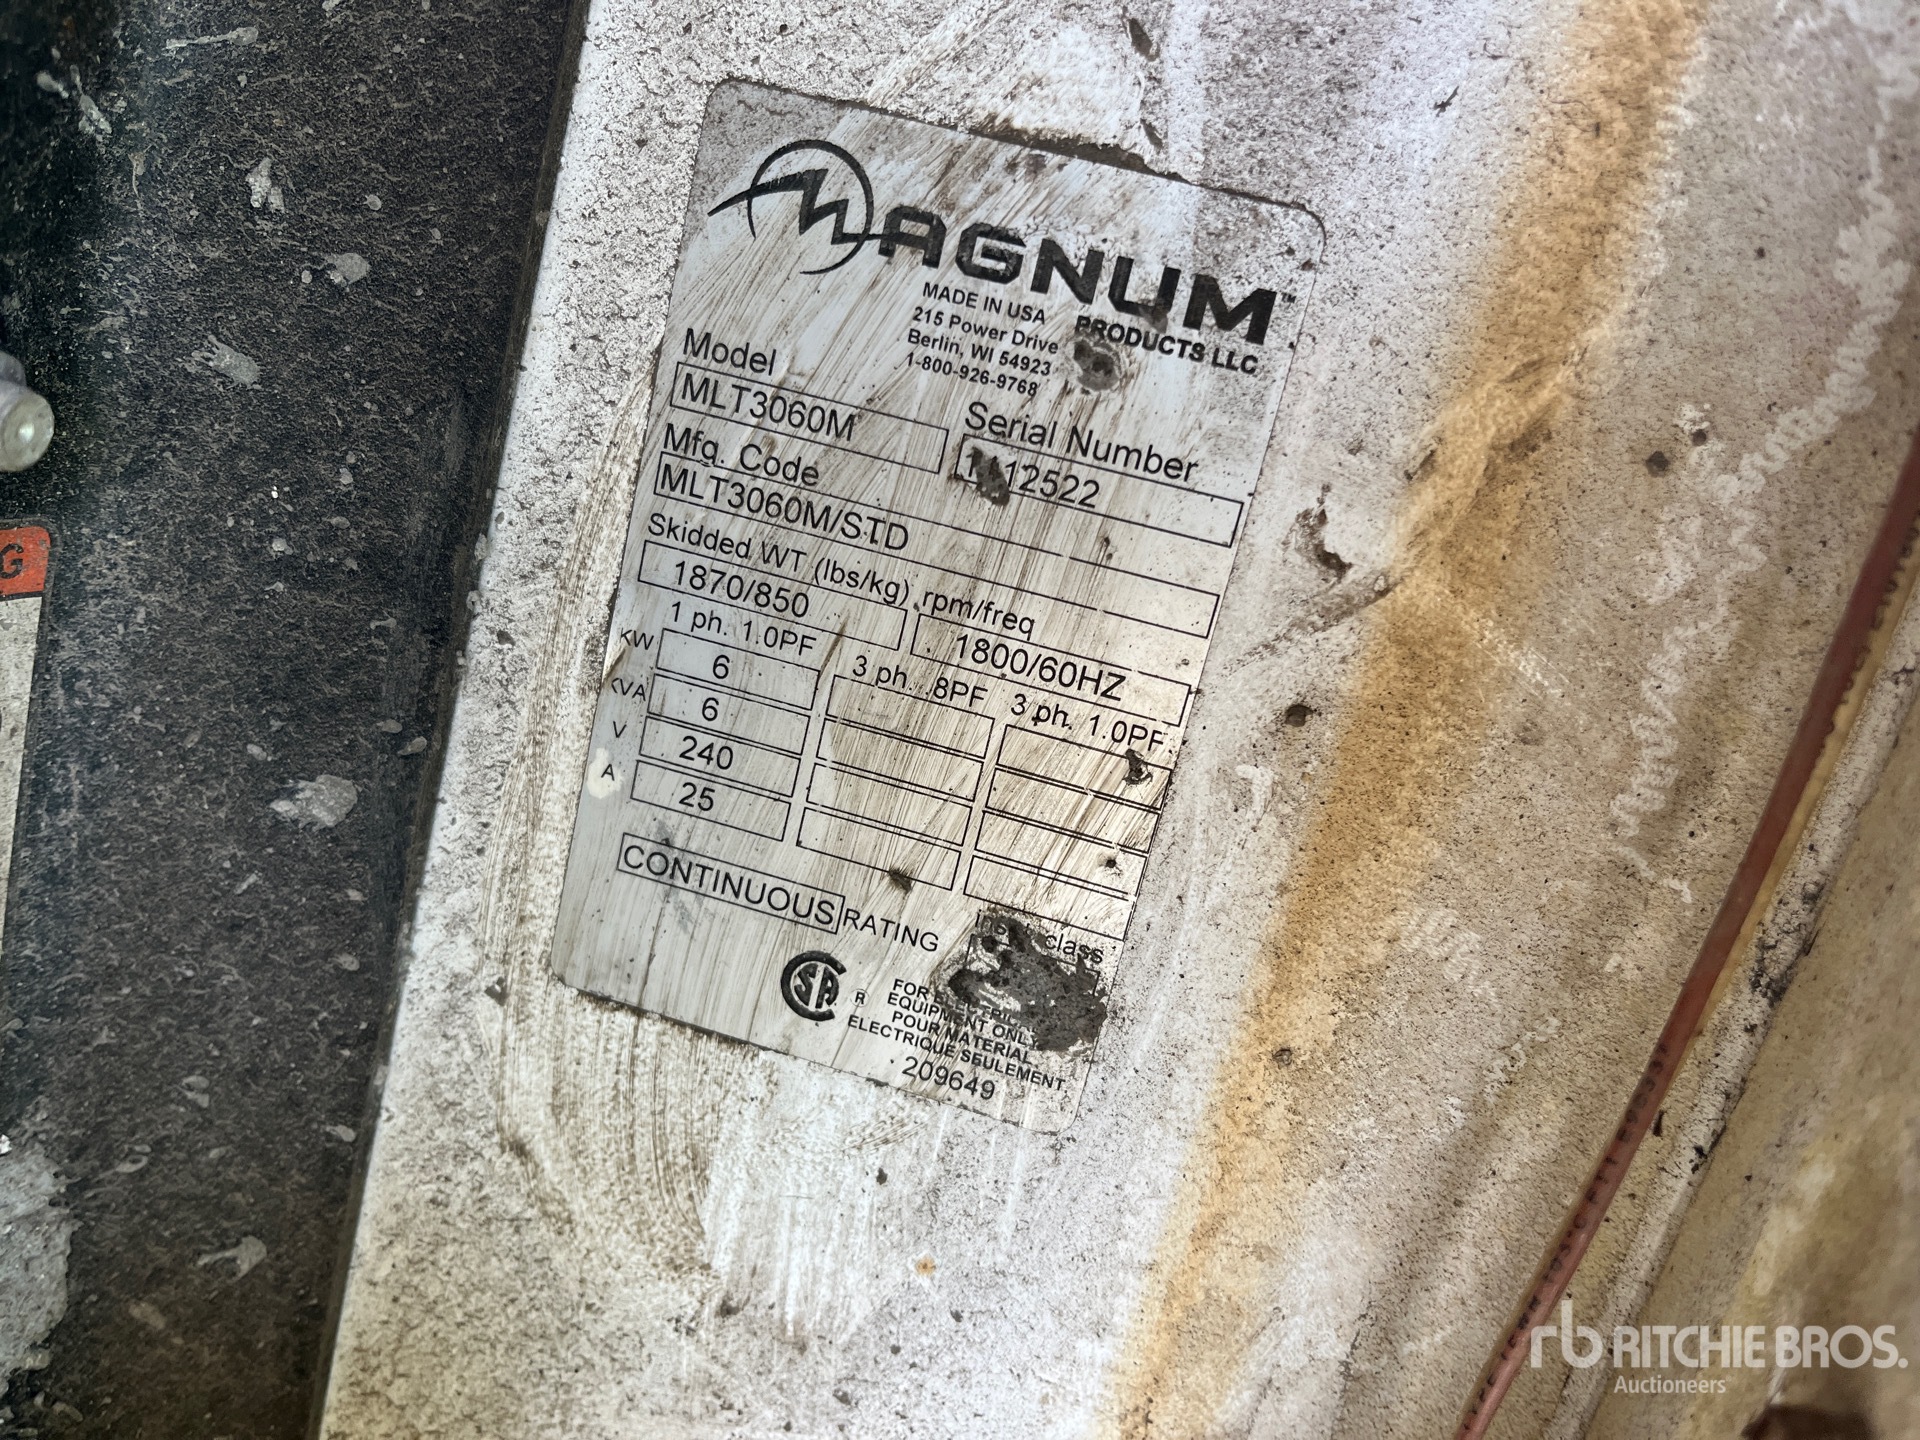 MAGNUM™
PRODUCTS LLC
MADE IN USA
215 Power Drive
Berlin, WI 54923
1-800-926-9768
Model
MLT3060M
Serial Number
12522
Mfg. Code
MLT3060M/STD
Skidded WT (lbs/kg)
1870/850
rpm/freq
1800/60HZ
1 ph. 1.0PF
3 ph. .8PF
3 ph. 1.0PF
KW
6
KVA
6
V
240
A
25
CONTINUOUS RATING
class
CSA ®
FOR
EQUIPMENT ONLY
POUR MATERIAL
ELECTRIQUE SEULEMENT
209649
G
rb RITCHIE BROS.
Auctioneers